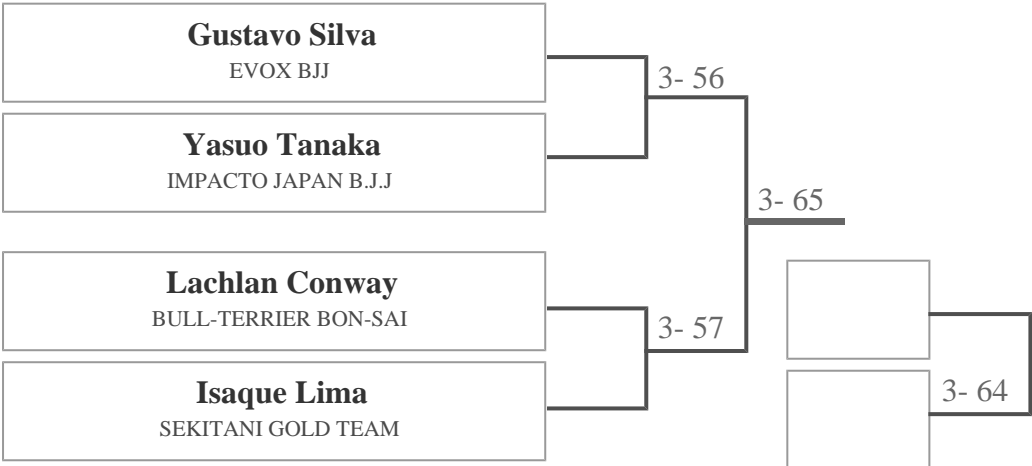 Gustavo Silva
EVOX BJJ
3- 56
Yasuo Tanaka
IMPACTO JAPAN B.J.J
3- 65
Lachlan Conway
BULL-TERRIER BON-SAI
3- 57
Isaque Lima
SEKITANI GOLD TEAM
3- 64